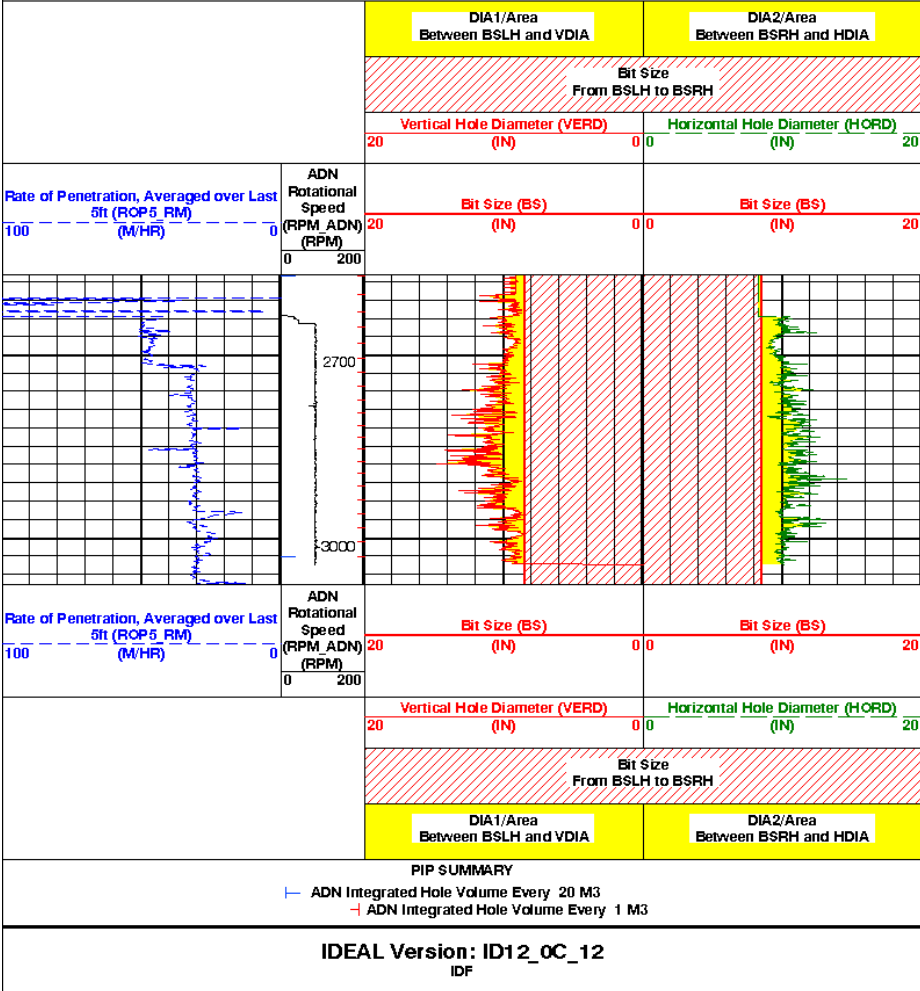 DIA1/Area
Between BSLH and VDIA
DIA2/Area
Between BSRH and HDIA
Bit Size
From BSLH to BSRH
Vertical Hole Diameter (VERD)
20 (IN) 0
Horizontal Hole Diameter (HORD)
0 (IN) 20
Rate of Penetration, Averaged over Last
5ft (ROP5_RM)
100 (M/HR) 0
ADN
Rotational
Speed
(RPM_ADN)
(RPM)
0 200
Bit Size (BS)
20 (IN) 0
Bit Size (BS)
0 (IN) 20
2700
3000
Rate of Penetration, Averaged over Last
5ft (ROP5_RM)
100 (M/HR) 0
ADN
Rotational
Speed
(RPM_ADN)
(RPM)
0 200
Bit Size (BS)
20 (IN) 0
Bit Size (BS)
0 (IN) 20
Vertical Hole Diameter (VERD)
20 (IN) 0
Horizontal Hole Diameter (HORD)
0 (IN) 20
Bit Size
From BSLH to BSRH
DIA1/Area
Between BSLH and VDIA
DIA2/Area
Between BSRH and HDIA
PIP SUMMARY
ADN Integrated Hole Volume Every 20 M3
ADN Integrated Hole Volume Every 1 M3
IDEAL Version: ID12_0C_12
IDF